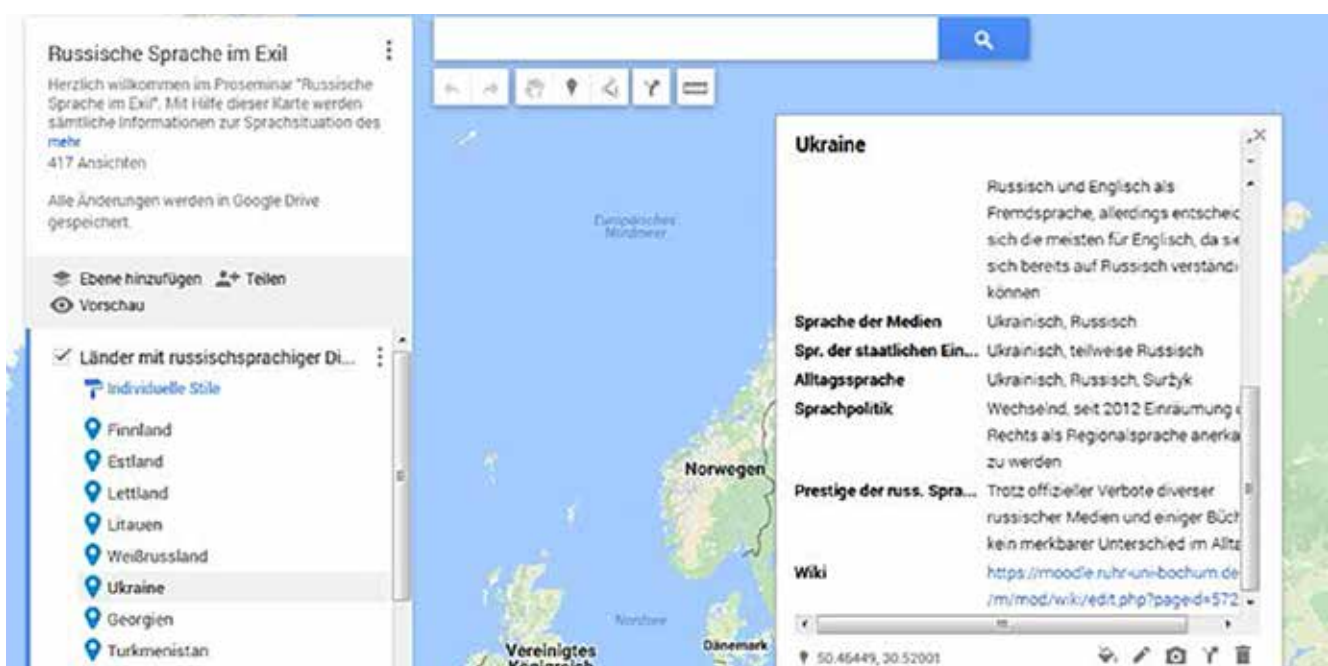 Russische Sprache im Exil
Herzlich willkommen im Proseminar "Russische
Sprache im Exil". Mit Hilfe dieser Karte werden
sämtliche Informationen zur Sprachsituation des
mehr
417 Ansichten
Alle Änderungen werden in Google Drive
gespeichert.
Ebene hinzufügen Teilen
Vorschau
Länder mit russischsprachiger Di...
Individuelle Stile
Finnland
Estland
Lettland
Litauen
Weißrussland
Ukraine
Georgien
Turkmenistan
Europäisches
Nordmeer
Norwegen
Nordsee
Dänemark
Vereinigtes
Königreich
Ukraine
Russisch und Englisch als
Fremdsprache, allerdings entscheid
sich die meisten für Englisch, da sie
sich bereits auf Russisch verständi
können
Sprache der Medien Ukrainisch, Russisch
Spr. der staatlichen Ein... Ukrainisch, teilweise Russisch
Alltagssprache Ukrainisch, Russisch, Suržyk
Sprachpolitik Wechselnd, seit 2012 Einräumung
Rechts als Regionalsprache anerka
zu werden
Prestige der russ. Spra... Trotz offizieller Verbote diverser
russischer Medien und einiger Büch
kein merkbarer Unterschied im Allta
Wiki https://moodle.ruhr-uni-bochum.de
/m/mod/wiki/edit.php?pageid=572
50.46449, 30.52001